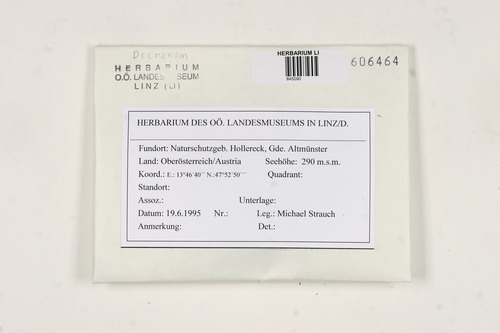 Dicranum
HERBARIUM
O.Ö. LANDESMUSEUM
LINZ (LI)
HERBARIUM LI
845090
606464
HERBARIUM DES OÖ. LANDESMUSEUMS IN LINZ/D.
Fundort: Naturschutzgeb. Hollereck, Gde. Altmünster
Land: Oberösterreich/Austria Seehöhe: 290 m.s.m.
Koord.: E.: 13°46´40´´ N.:47°52´50´´´ Quadrant:
Standort:
Assoz.: Unterlage:
Datum: 19.6.1995 Nr.: Leg.: Michael Strauch
Anmerkung: Det.: